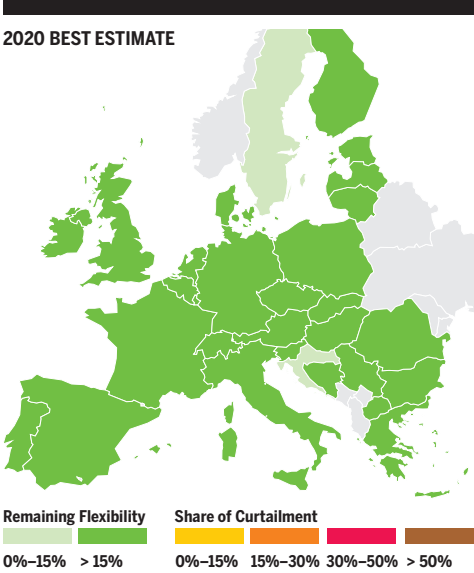 2020 BEST ESTIMATE
Remaining Flexibility
0%–15% > 15%
Share of Curtailment
0%–15% 15%–30% 30%–50% > 50%